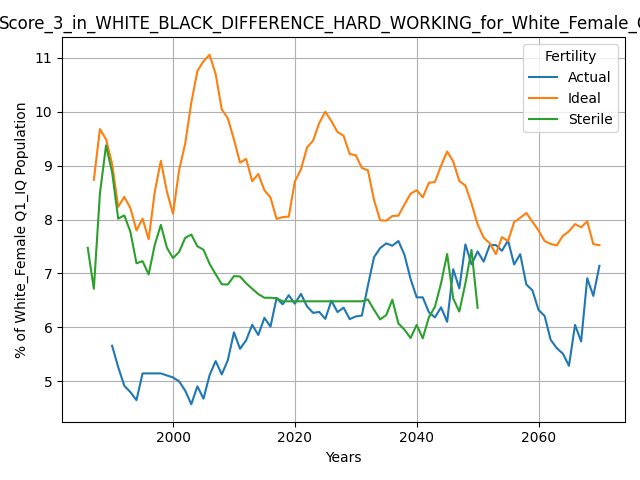 Score_3_in_WHITE_BLACK_DIFFERENCE_HARD_WORKING_for_White_Female_
Fertility
Actual
Ideal
Sterile
% of White_Female Q1_IQ Population
11
10
9
8
7
6
5
2000
2020
2040
2060
Years